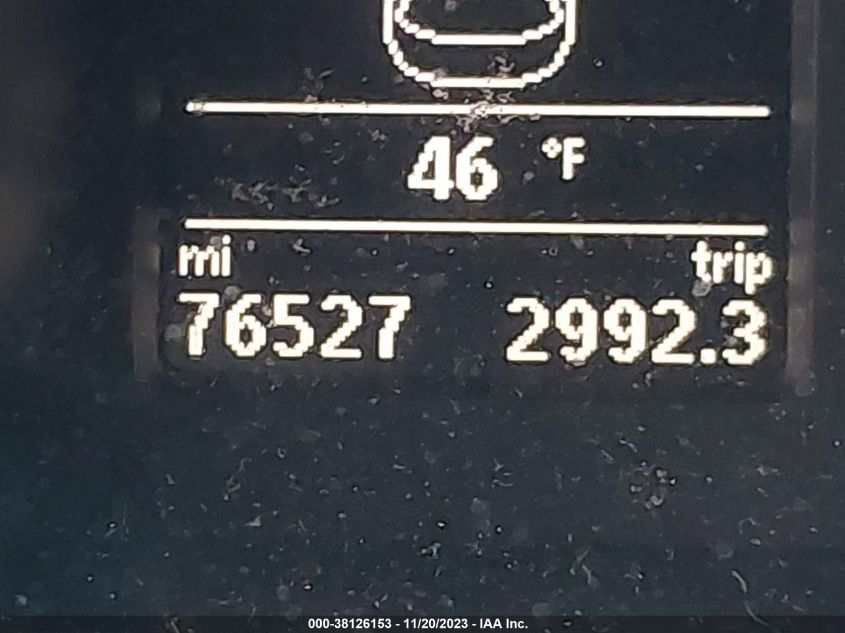 46 °F
mi trip
76527 2992.3
000-38126153 - 11/20/2023 - IAA Inc.